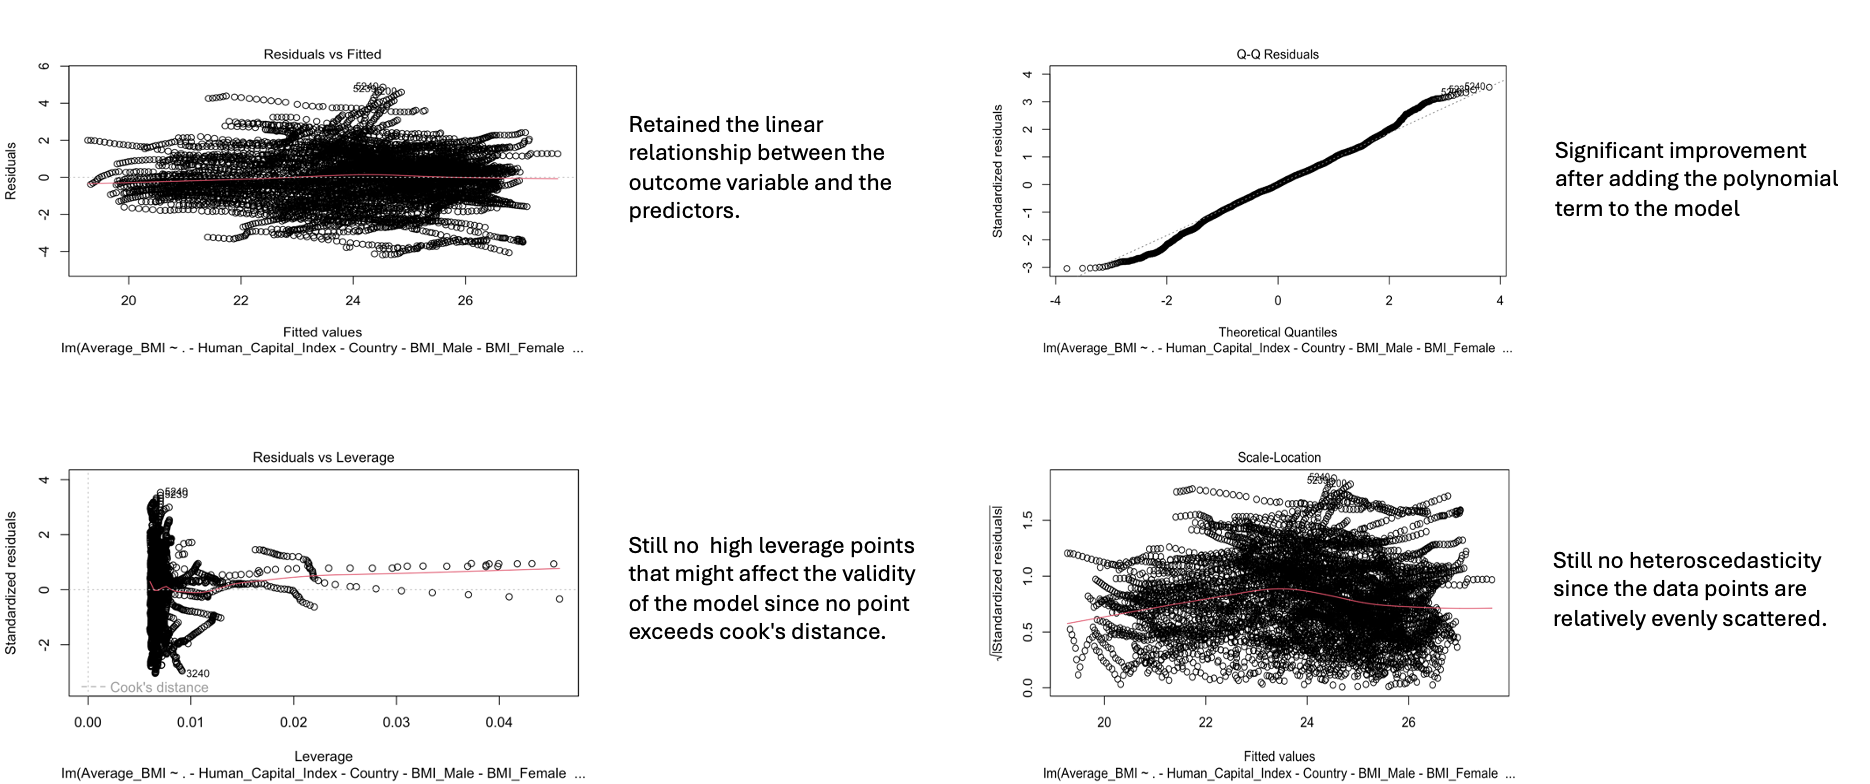 Residuals vs Fitted
6
4
2
0
-2
-4
Residuals
5240
20
22
24
26
Fitted values
lm(Average_BMI ~ . - Human_Capital_Index - Country - BMI_Male - BMI_Female ...
Retained the linear
relationship between the
outcome variable and the
predictors.
Q-Q Residuals
4
3
2
1
0
-1
-2
-3
Standardized residuals
5240
-4
-2
0
2
4
Theoretical Quantiles
lm(Average_BMI ~ . - Human_Capital_Index - Country - BMI_Male - BMI_Female ...
Significant improvement
after adding the polynomial
term to the model
Residuals vs Leverage
4
2
0
-2
Standardized residuals
5240
5239
3240
Cook's distance
0.00
0.01
0.02
0.03
0.04
Leverage
lm(Average_BMI ~ . - Human_Capital_Index - Country - BMI_Male - BMI_Female ...
Still no high leverage points
that might affect the validity
of the model since no point
exceeds cook's distance.
Scale-Location
1.5
1.0
0.5
0.0
√|Standardized residuals|
5240
20
22
24
26
Fitted values
lm(Average_BMI ~ . - Human_Capital_Index - Country - BMI_Male - BMI_Female ...
Still no heteroscedasticity
since the data points are
relatively evenly scattered.